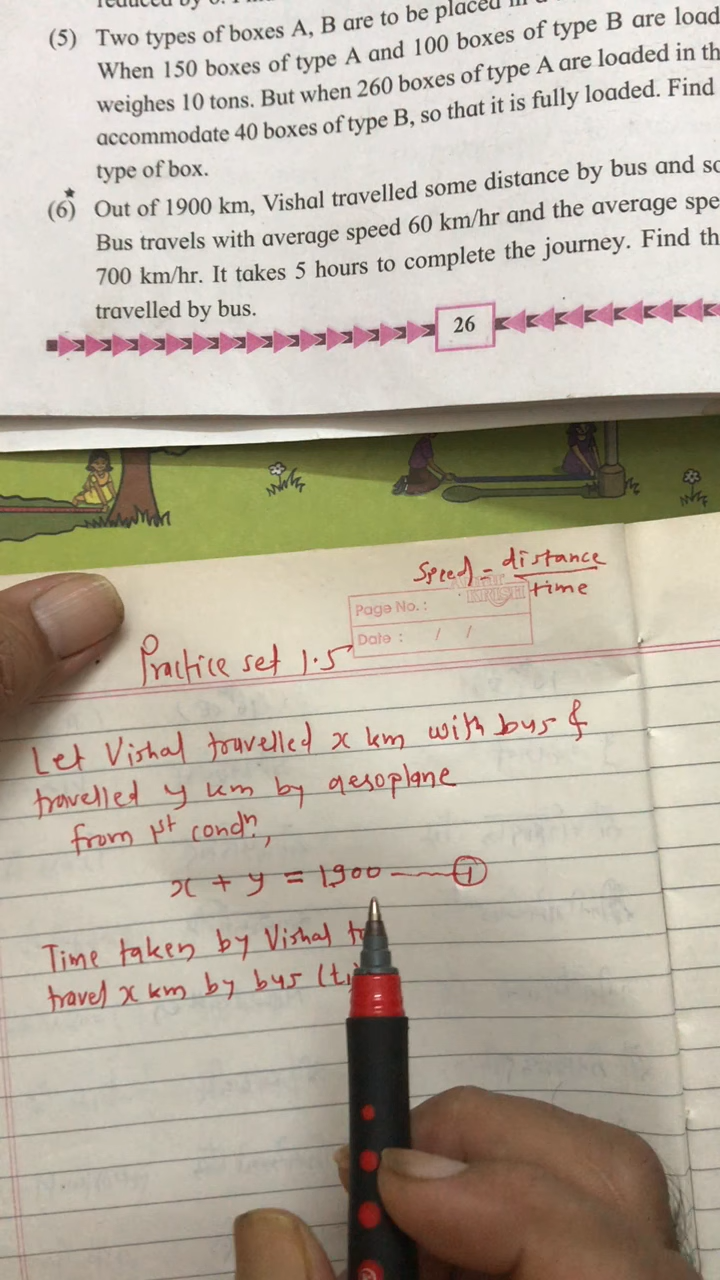 (5) Two types of boxes A, B are to be placed in
When 150 boxes of type A and 100 boxes of type B are load
weighes 10 tons. But when 260 boxes of type A are loaded in th
accommodate 40 boxes of type B, so that it is fully loaded. Find
type of box.
(6)* Out of 1900 km, Vishal travelled some distance by bus and so
Bus travels with average speed 60 km/hr and the average spe
700 km/hr. It takes 5 hours to complete the journey. Find th
travelled by bus.
26
Speed = distance
time
Page No. :
Date : / /
Practice set 1.5
Let Vishal travelled x km with bus &
travelled y km by aesoplane
from 1st condn,
x + y = 1900 —— 1
Time taken by Vishal to
travel x km by bus (t1